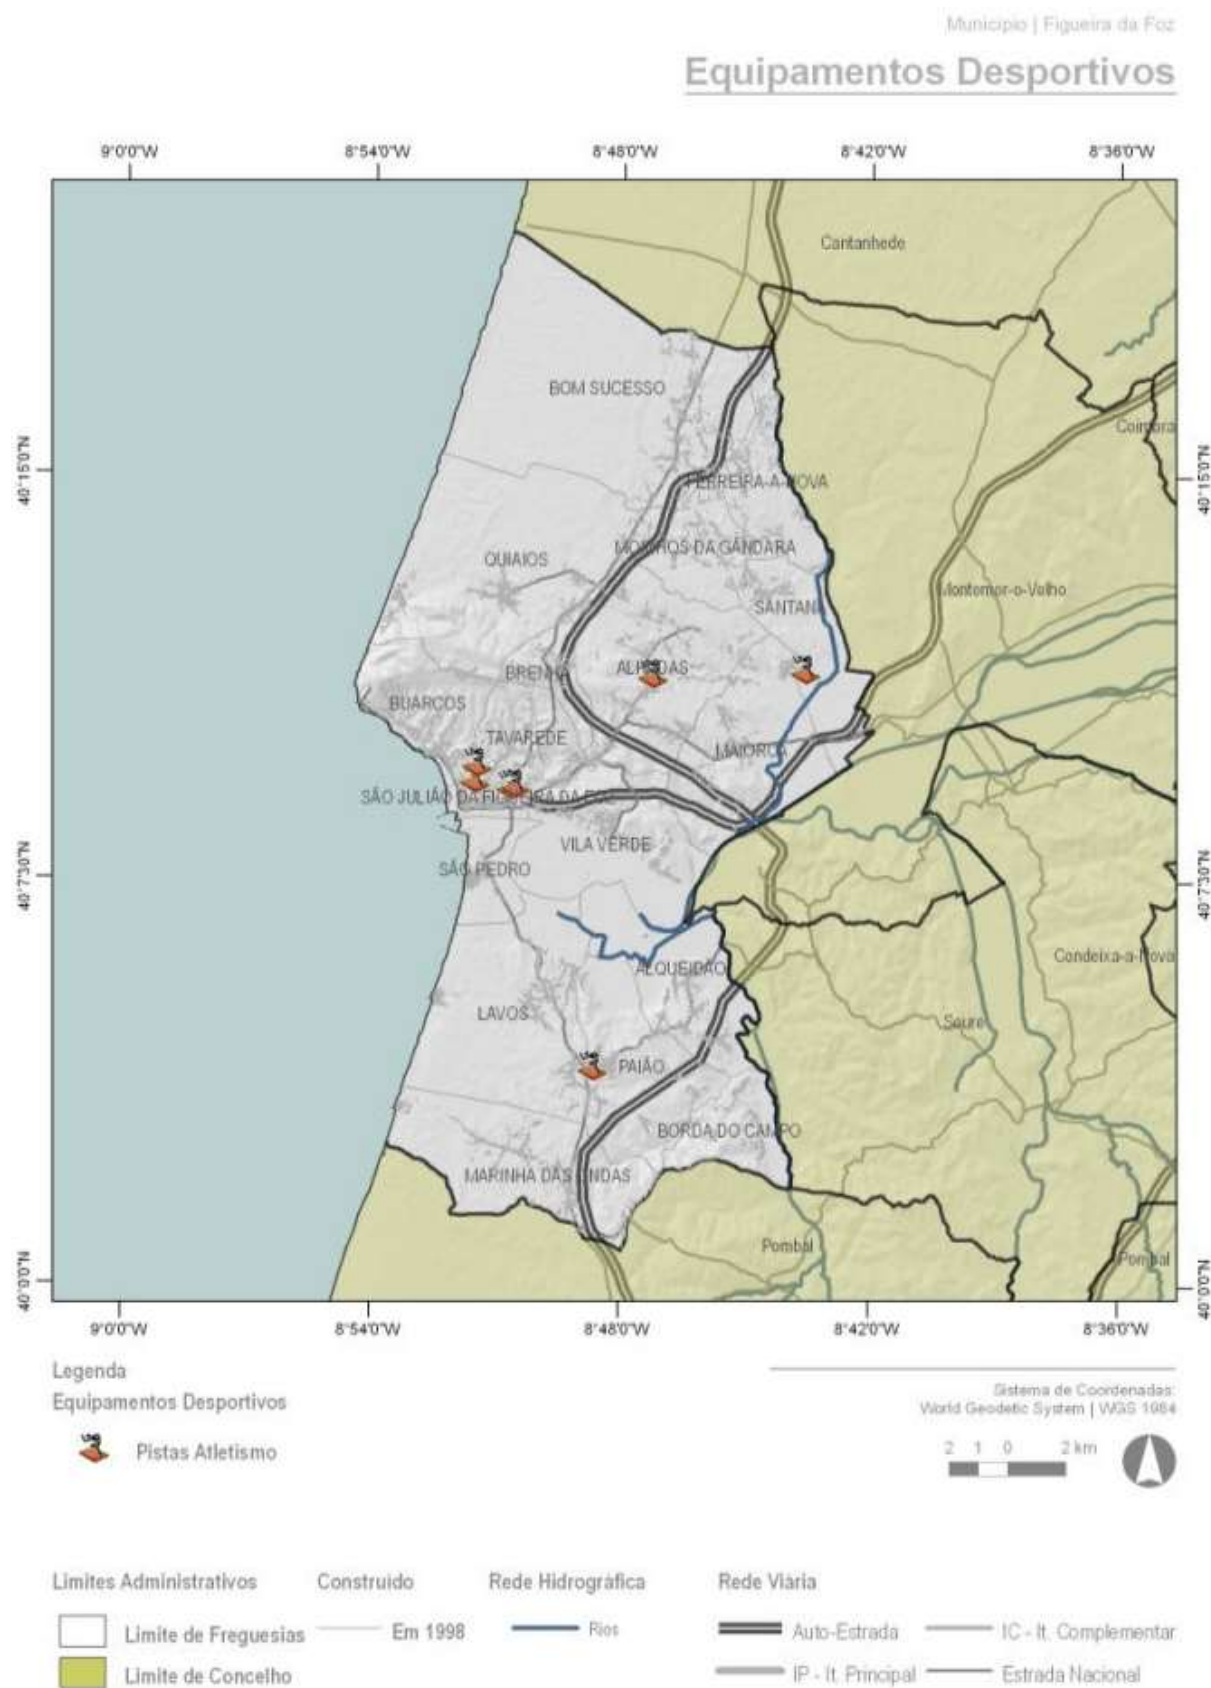 Município | Figueira da Foz
Equipamentos Desportivos
9°0'0"W 8°54'0"W 8°48'0"W 8°42'0"W 8°36'0"W
Cantanhede
BOM SUCESSO
Coimbra
40°15'0"N 40°15'0"N
FERREIRA-A-NOVA
MOINHOS DA GÂNDARA
QUIAIOS
Montemor-o-Velho
SANTANA
ALHADAS
BRENHA
BUARCOS
TAVAREDE
MAIORCA
SÃO JULIÃO DA FIGUEIRA DA FOZ
VILA VERDE
SÃO PEDRO
40°7'30"N 40°7'30"N
Condeixa-a-Nova
ALQUEIDÃO
LAVOS
Soure
PAIÃO
BORDA DO CAMPO
MARINHA DAS ONDAS
Pombal
Pombal
40°0'0"N 40°0'0"N
9°0'0"W 8°54'0"W 8°48'0"W 8°42'0"W 8°36'0"W
Legenda
Equipamentos Desportivos
Pistas Atletismo
Sistema de Coordenadas:
World Geodetic System | WGS 1984
2 1 0 2 km
Limites Administrativos Construído Rede Hidrográfica Rede Viária
Limite de Freguesias Em 1998 Rios Auto-Estrada IC - It. Complementar
Limite de Concelho IP - It. Principal Estrada Nacional